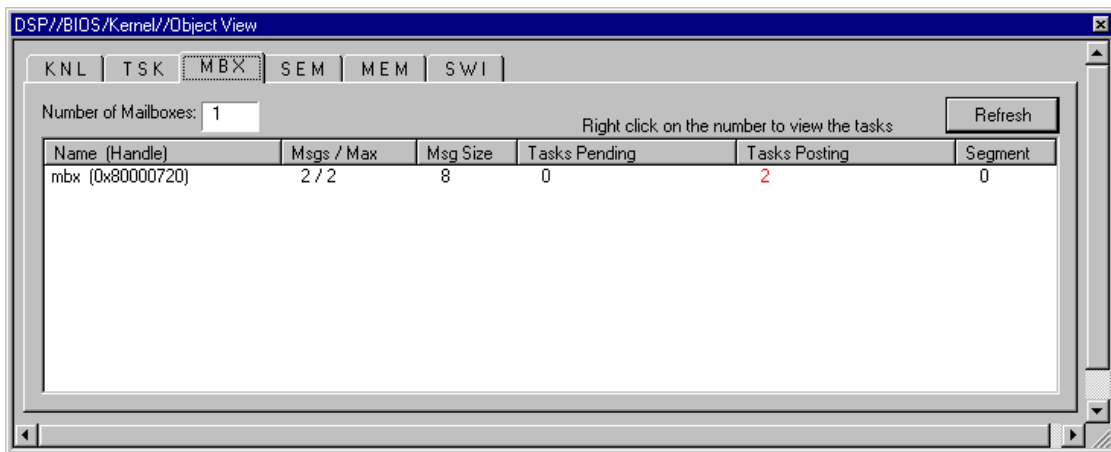 DSP//BIOS/Kernel//Object View
KNL TSK MBX SEM MEM SWI
Number of Mailboxes: 1
Right click on the number to view the tasks Refresh
Name (Handle) Msgs / Max Msg Size Tasks Pending Tasks Posting Segment
mbx (0x80000720) 2 / 2 8 0 2 0